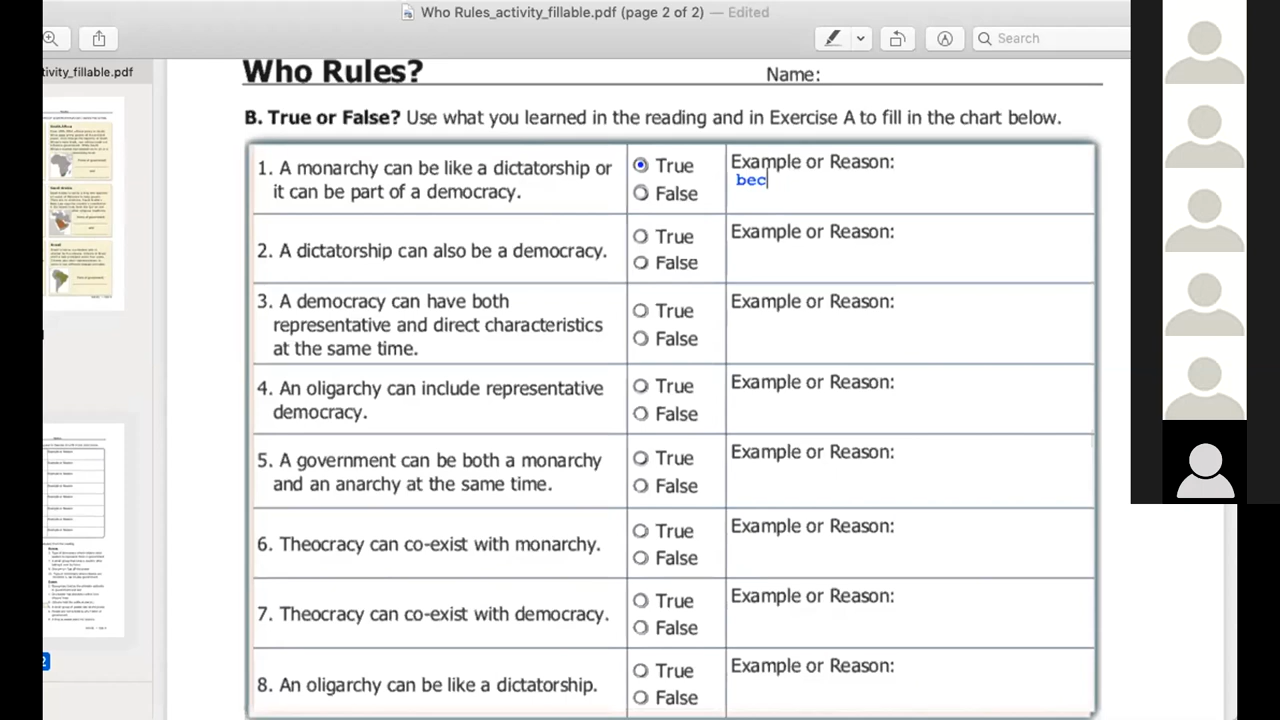 Who Rules_activity_fillable.pdf (page 2 of 2) — Edited
Search
tivity_fillable.pdf
Who Rules?
Name:
B. True or False? Use what you learned in the reading and in Exercise A to fill in the chart below.
1. A monarchy can be like a dictatorship or
it can be part of a democracy.
True
False
Example or Reason:
bec
2. A dictatorship can also be a democracy.
True
False
Example or Reason:
3. A democracy can have both
representative and direct characteristics
at the same time.
True
False
Example or Reason:
4. An oligarchy can include representative
democracy.
True
False
Example or Reason:
5. A government can be both a monarchy
and an anarchy at the same time.
True
False
Example or Reason:
6. Theocracy can co-exist with monarchy.
True
False
Example or Reason:
7. Theocracy can co-exist with democracy.
True
False
Example or Reason:
8. An oligarchy can be like a dictatorship.
True
False
Example or Reason:
2